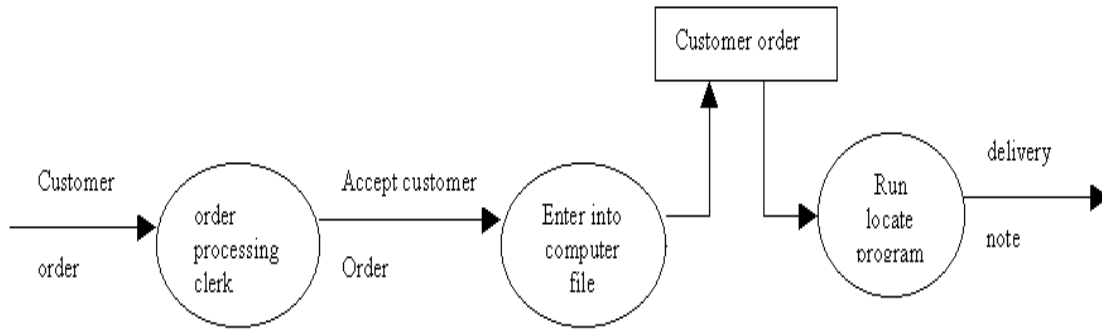 Customer order
Customer
order
order
processing
clerk
Accept customer
Order
Enter into
computer
file
Run
locate
program
delivery
note